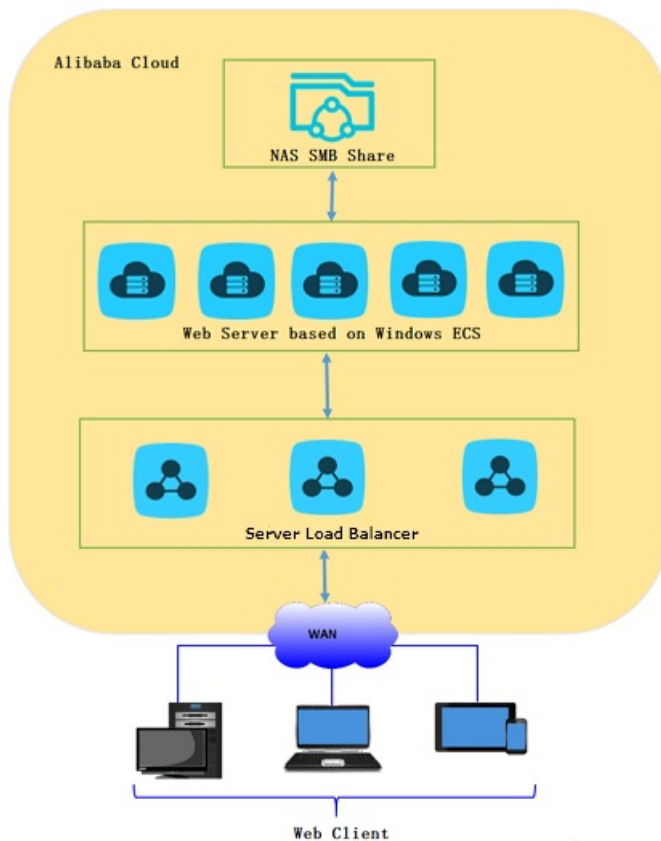 Alibaba Cloud
NAS SMB Share
Web Server based on Windows ECS
Server Load Balancer
WAN
Web Client